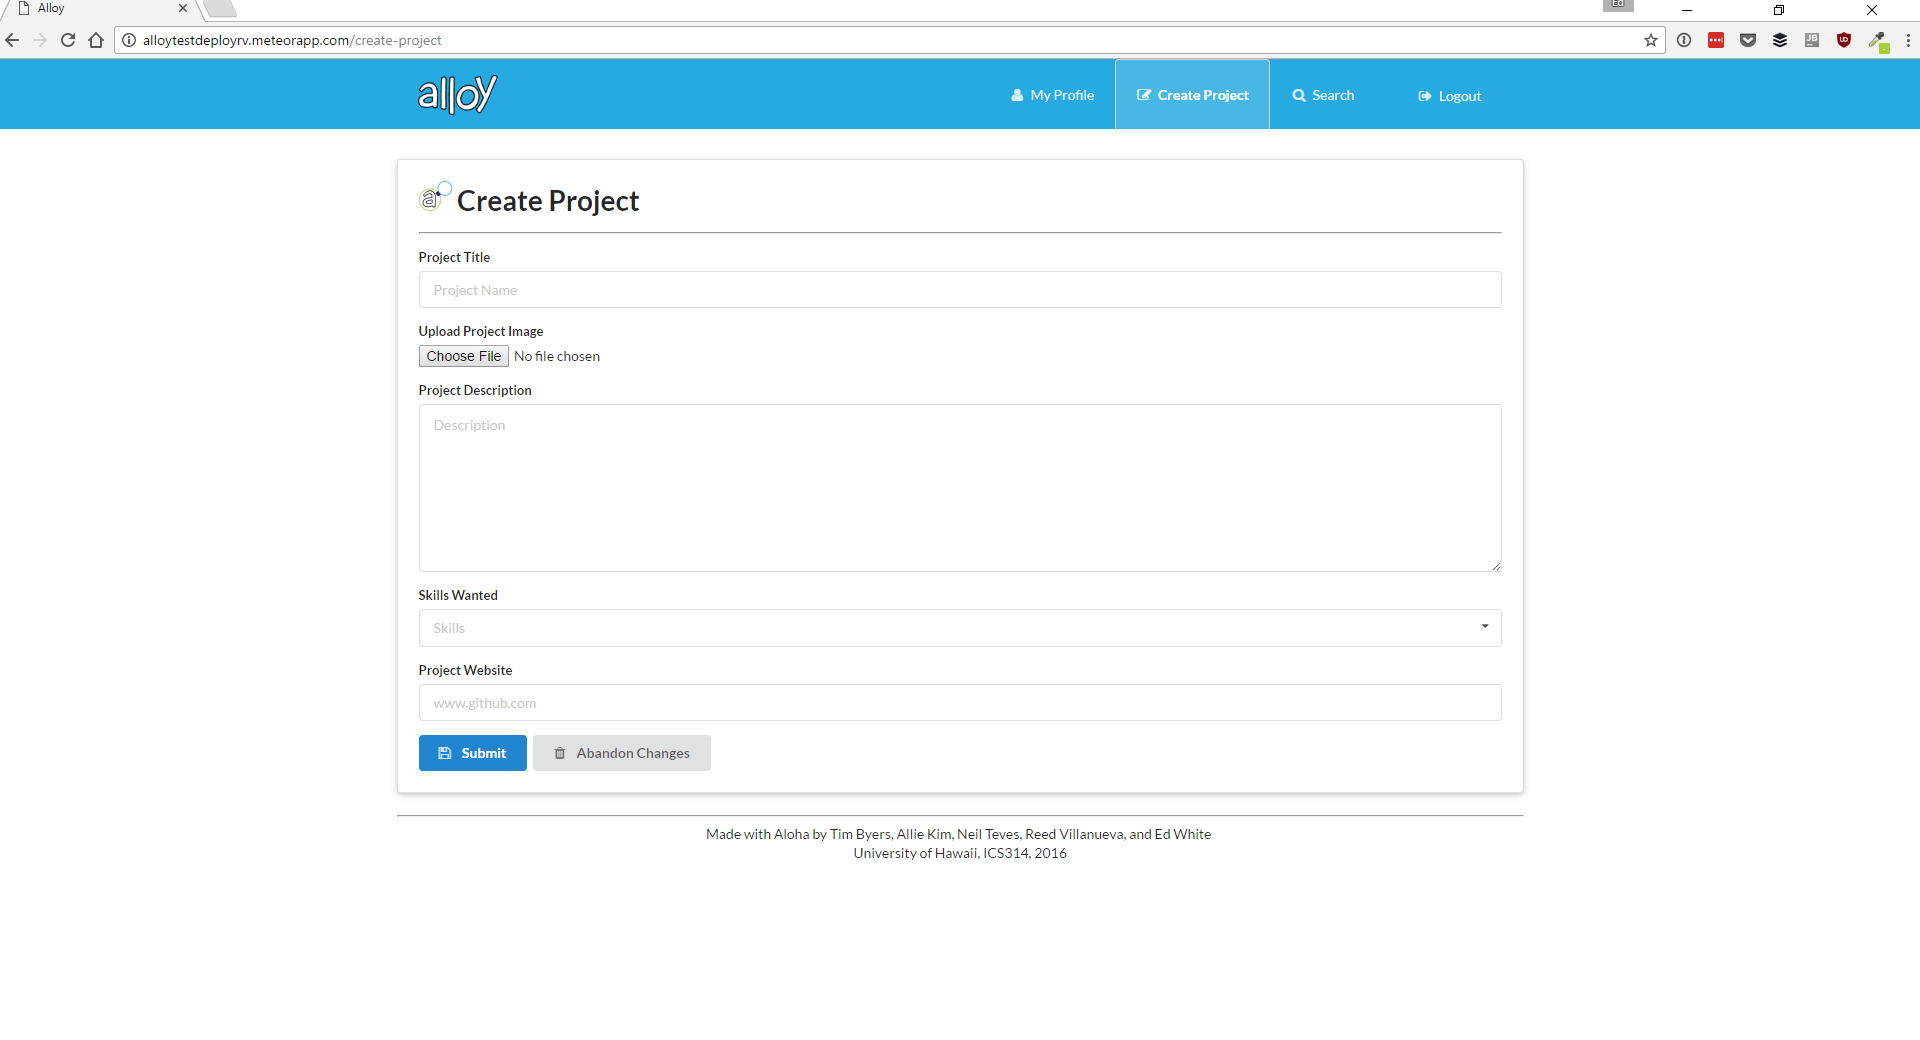 Alloy
Ed
alloytestdeployrv.meteorapp.com/create-project
alloy
My Profile
Create Project
Search
Logout
a Create Project
Project Title
Project Name
Upload Project Image
Choose File No file chosen
Project Description
Description
Skills Wanted
Skills
Project Website
www.github.com
Submit
Abandon Changes
Made with Aloha by Tim Byers, Allie Kim, Neil Teves, Reed Villanueva, and Ed White
University of Hawaii, ICS314, 2016